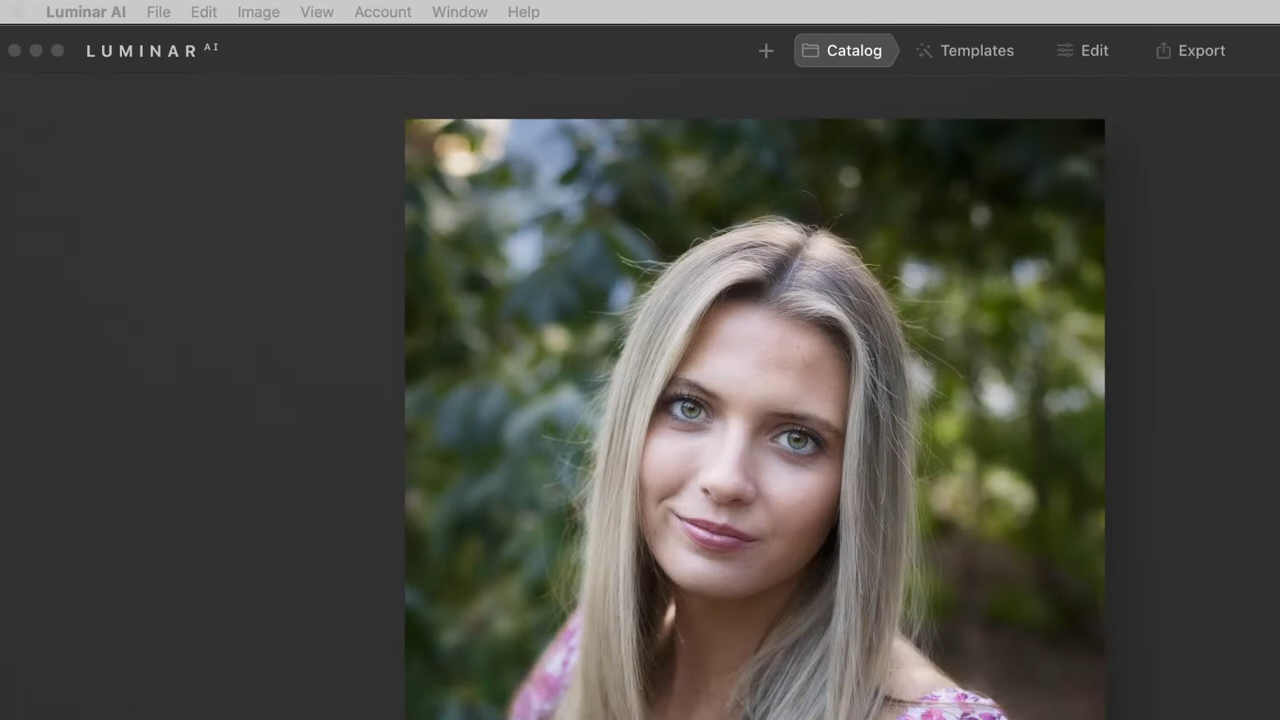 Luminar AI File Edit Image View Account Window Help
LUMINAR AI + Catalog Templates Edit Export